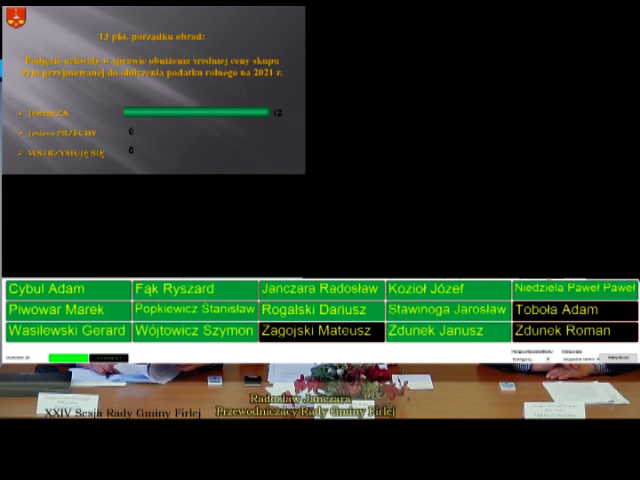 13 pkt. porządku obrad:
Podjęcie uchwały w sprawie obniżenia średniej ceny skupu
żyta przyjmowanej do obliczenia podatku rolnego na 2021 r.
Jestem ZA 12
Jestem PRZECIW 0
WSTRZYMUJĘ SIĘ 0
Cybul Adam Fąk Ryszard Janczara Radosław Kozioł Józef Niedziela Paweł Paweł
Piwowar Marek Popkiewicz Stanisław Rogalski Dariusz Stawinoga Jarosław Toboła Adam
Wasilewski Gerard Wójtowicz Szymon Zagojski Mateusz Zdunek Janusz Zdunek Roman
Radosław Janczara
XXIV Sesja Rady Gminy Firlej Przewodniczący Rady Gminy Firlej